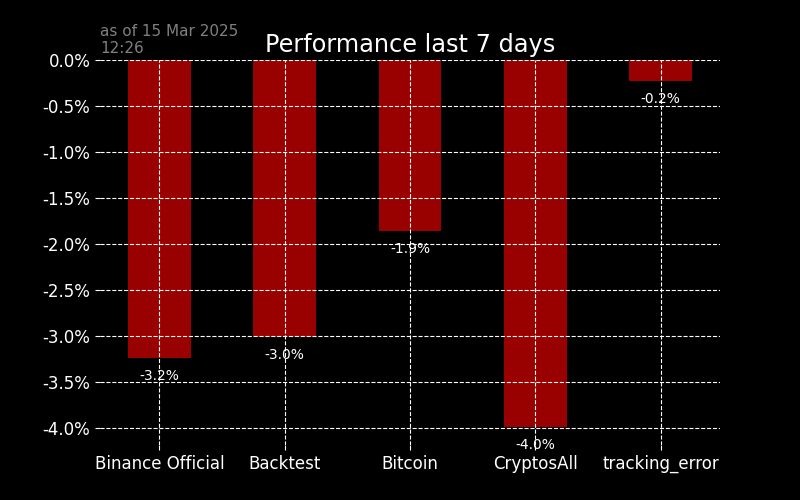 as of 15 Mar 2025
12:26
Performance last 7 days
0.0%
-0.5%
-1.0%
-1.5%
-2.0%
-2.5%
-3.0%
-3.5%
-4.0%
-3.2%
-3.0%
-1.9%
-4.0%
-0.2%
Binance Official
Backtest
Bitcoin
CryptosAll
tracking_error